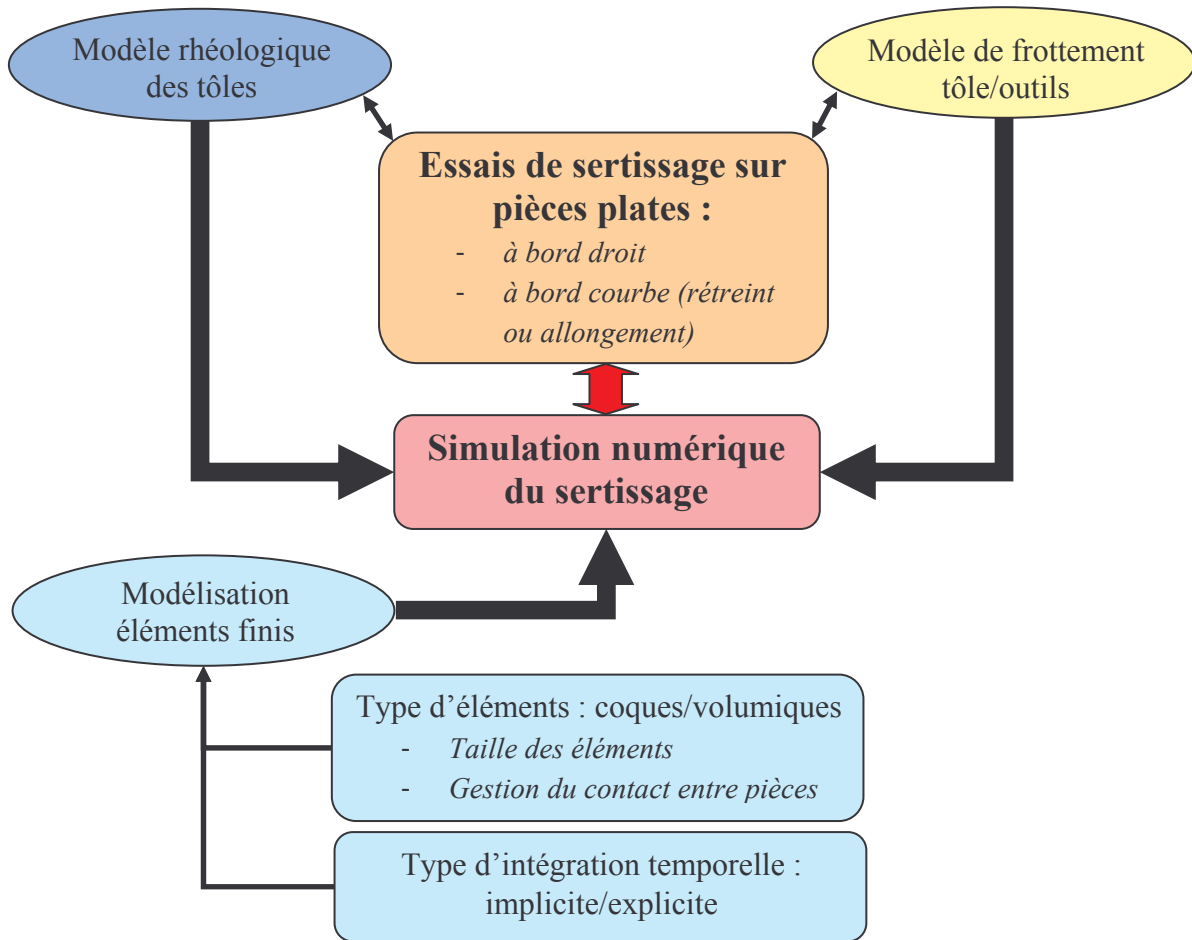 Modèle rhéologique
des tôles
Modèle de frottement
tôle/outils
Essais de sertissage sur
pièces plates :
- à bord droit
- à bord courbe (rétreint
ou allongement)
Simulation numérique
du sertissage
Modélisation
éléments finis
Type d’éléments : coques/volumiques
- Taille des éléments
- Gestion du contact entre pièces
Type d’intégration temporelle :
implicite/explicite